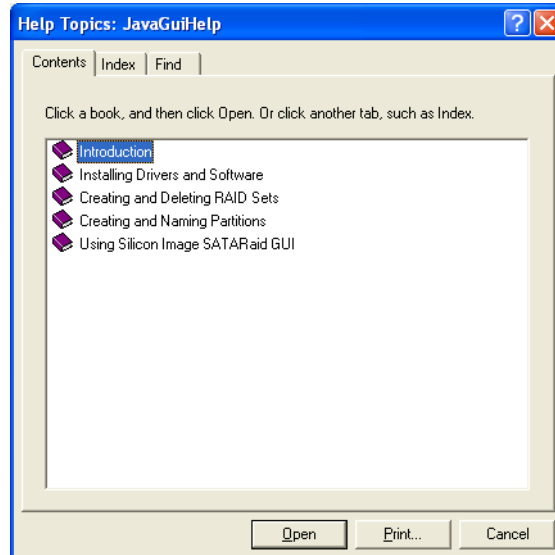 Help Topics: JavaGuiHelp
Contents Index Find
Click a book, and then click Open. Or click another tab, such as Index.
Introduction
Installing Drivers and Software
Creating and Deleting RAID Sets
Creating and Naming Partitions
Using Silicon Image SATARaid GUI
Open Print... Cancel